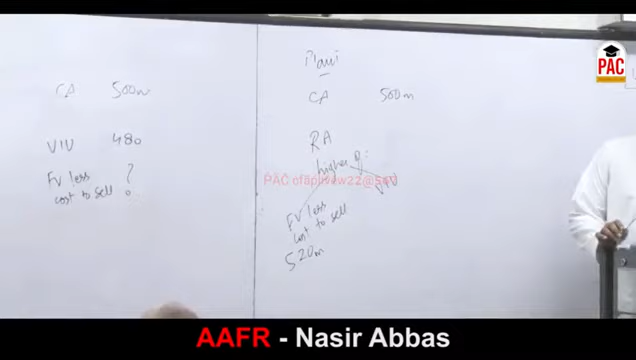 CA 500m
VIU 480
FV less ?
cost to sell
Plant
CA 500m
RA
higher of:
VIU
FV less
cost to sell
520m
PAC
AAFR - Nasir Abbas